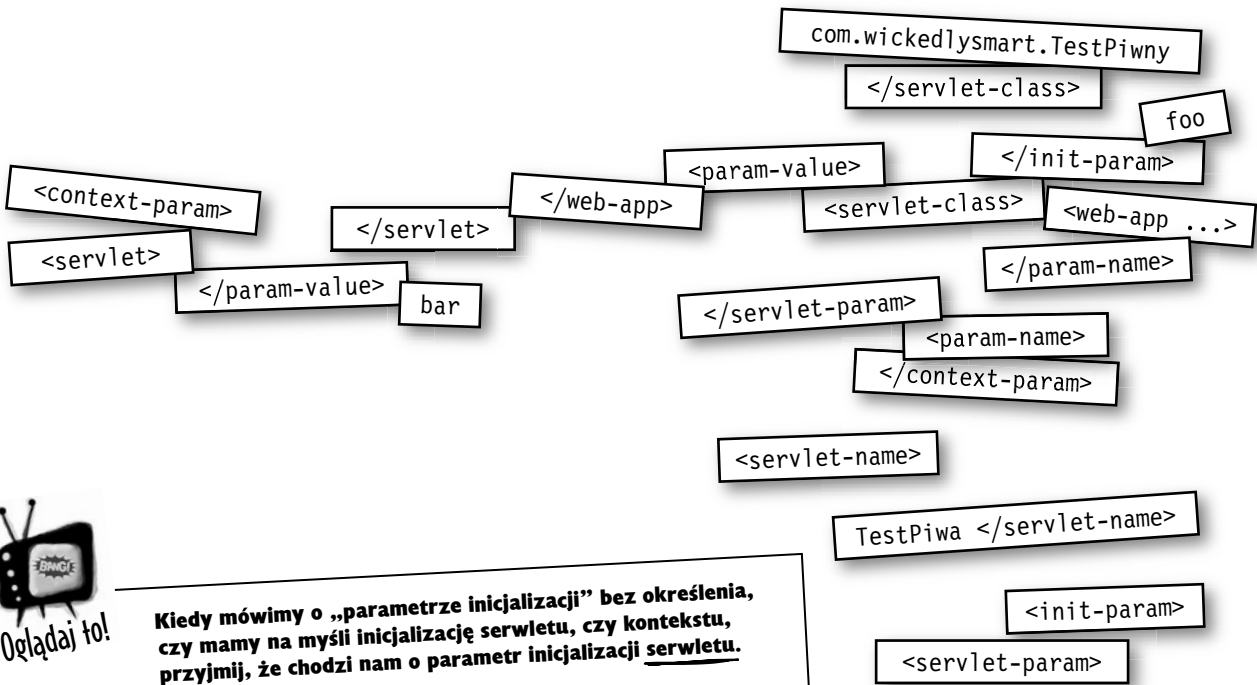 com.wickedlysmart.TestPiwny
</servlet-class>
foo
</init-param>
<param-value>
<context-param>
</web-app>
<servlet-class>
<web-app ...>
</servlet>
<servlet>
</param-name>
</param-value>
bar
</servlet-param>
<param-name>
</context-param>
<servlet-name>
TestPiwa </servlet-name>
<init-param>
<servlet-param>
BANG!
Oglądaj to!
Kiedy mówimy o „parametrze inicjalizacji” bez określenia,
czy mamy na myśli inicjalizację serwletu, czy kontekstu,
przyjmij, że chodzi nam o parametr inicjalizacji serwletu.